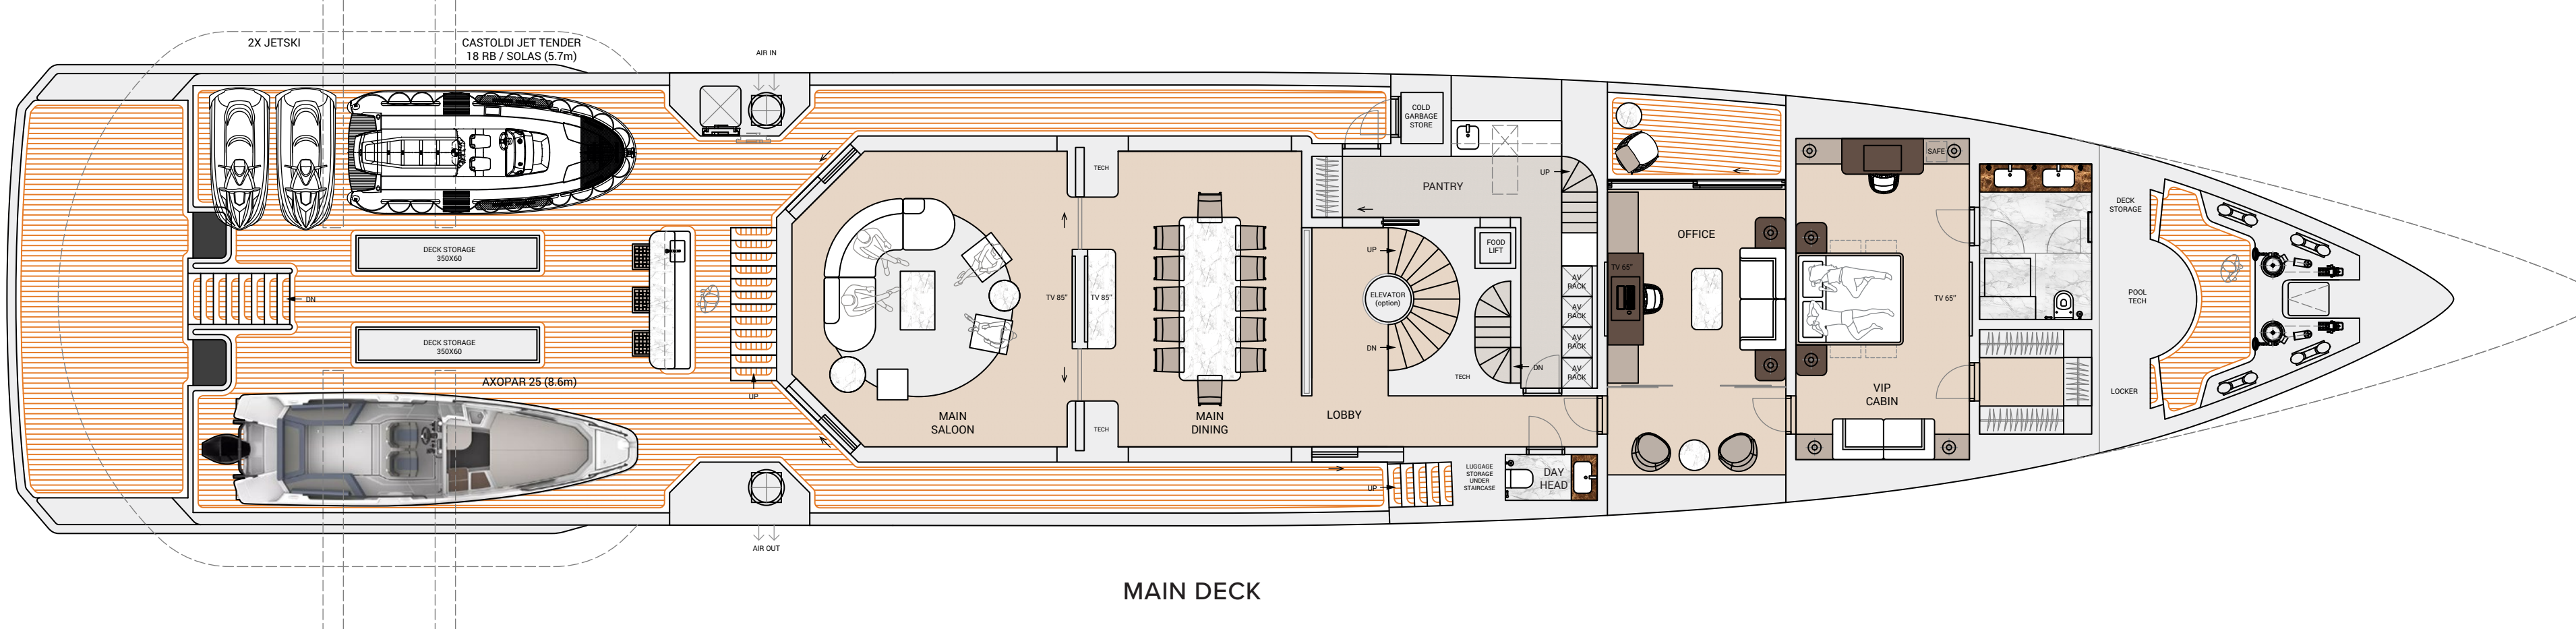 2X JETSKI
CASTOLDI JET TENDER
18 RB / SOLAS (5.7m)
AIR IN
DECK STORAGE
350X60
DN
DECK STORAGE
350X60
AXOPAR 25 (8.6m)
UP
AIR OUT
MAIN
SALOON
TECH
TV 85"
TV 85"
TECH
MAIN
DINING
LOBBY
COLD
GARBAGE
STORE
PANTRY
UP
UP
ELEVATOR
(option)
DN
FOOD
LIFT
TECH
DN
AV
RACK
AV
RACK
AV
RACK
AV
RACK
UP
LUGGAGE
STORAGE
UNDER
STAIRCASE
DAY
HEAD
OFFICE
TV 65"
SAFE
TV 65"
VIP
CABIN
DECK
STORAGE
POOL
TECH
LOCKER
MAIN DECK